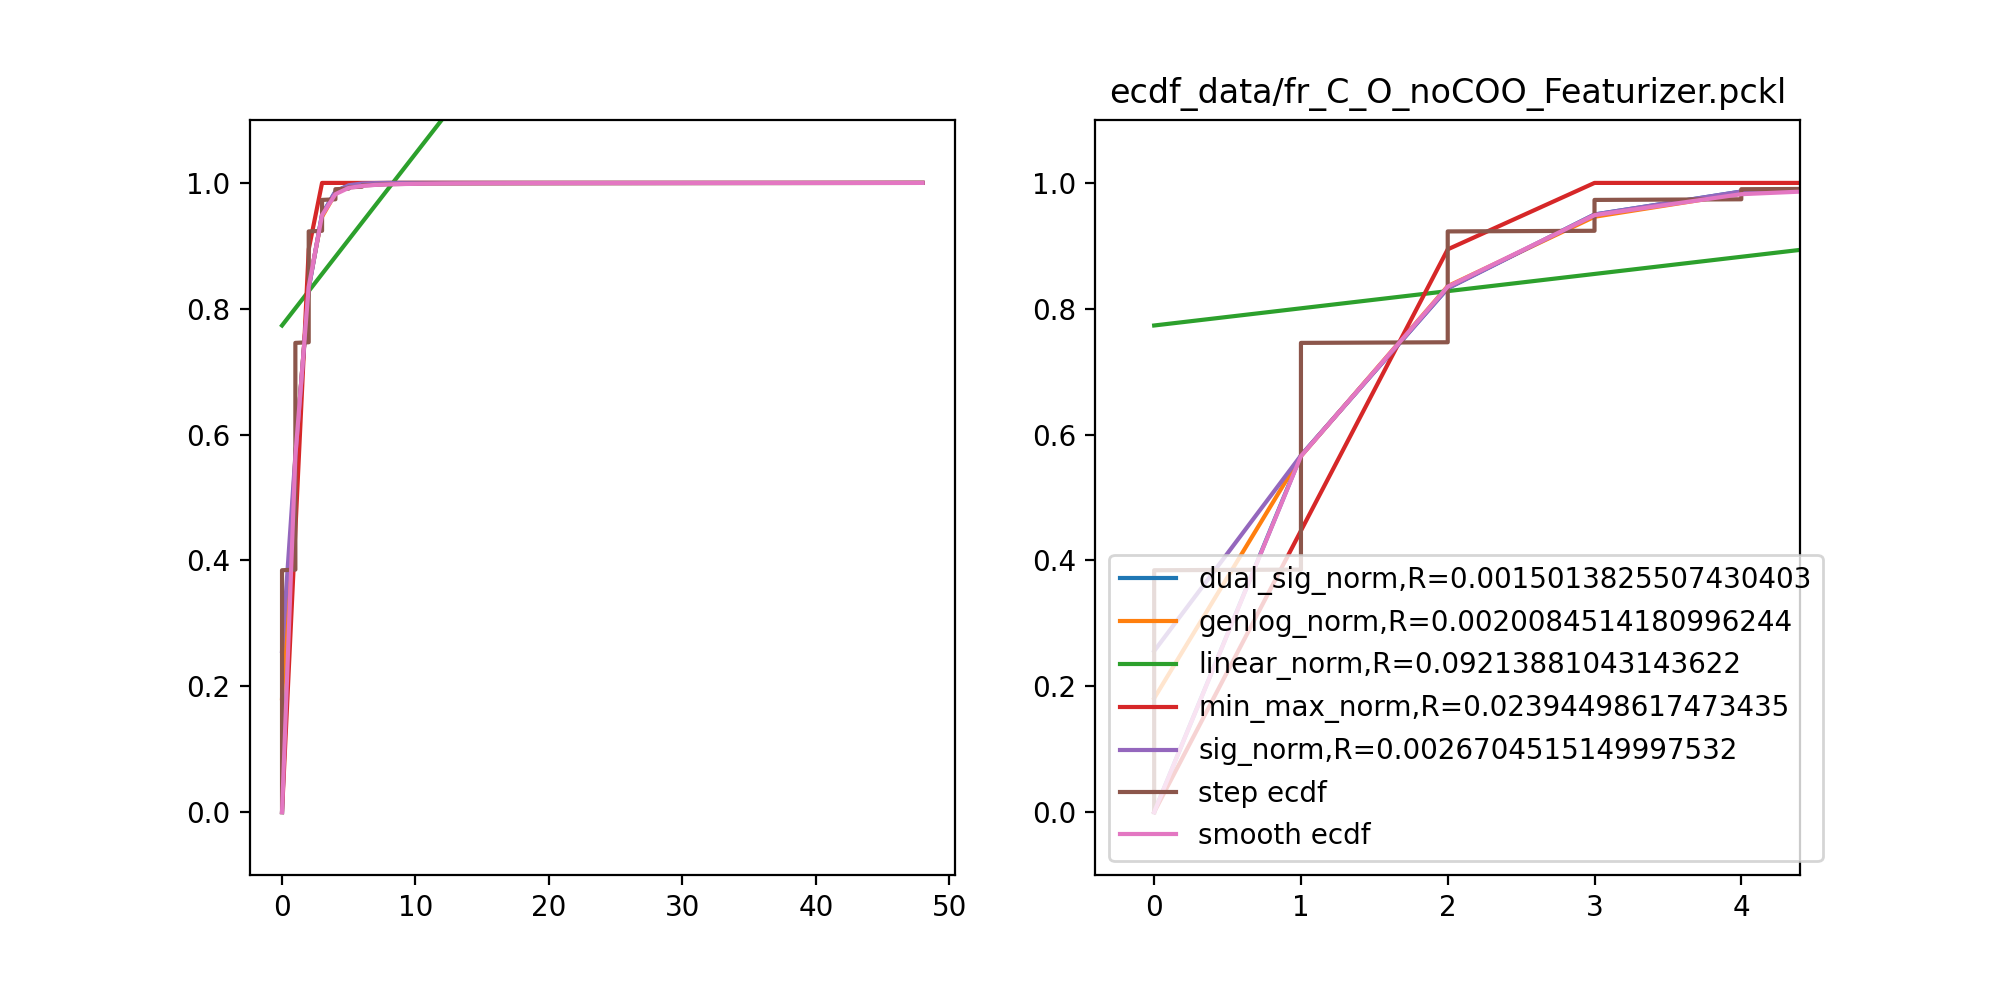 ecdf_data/fr_C_O_noCOO_Featurizer.pckl
1.0
0.8
0.6
0.4
0.2
0.0
0 10 20 30 40 50
1.0
0.8
0.6
0.4
0.2
0.0
dual_sig_norm,R=0.0015013825507430403
genlog_norm,R=0.0020084514180996244
linear_norm,R=0.09213881043143622
min_max_norm,R=0.02394498617473435
sig_norm,R=0.0026704515149997532
step ecdf
smooth ecdf
0 1 2 3 4